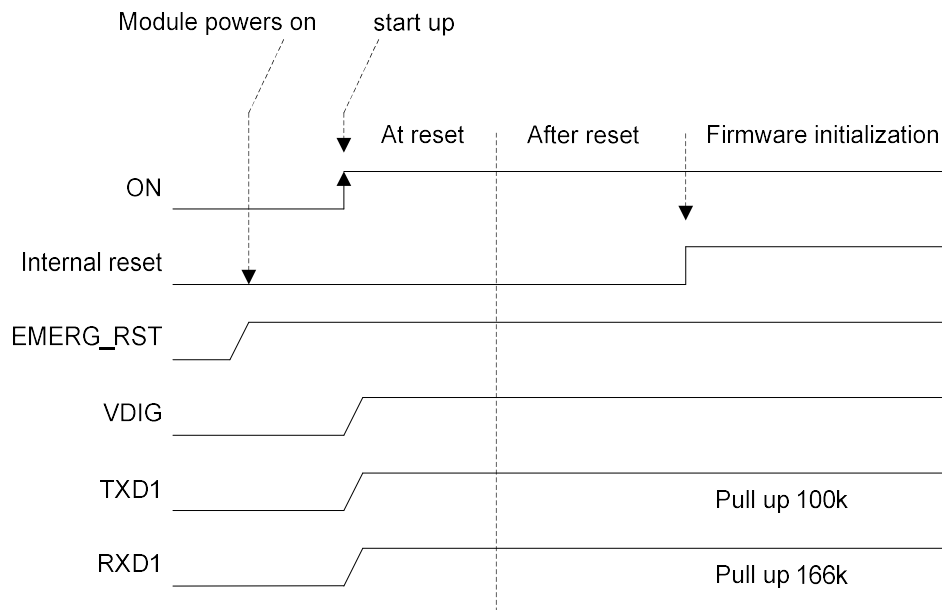 Module powers on
start up
At reset
After reset
Firmware initialization
ON
Internal reset
EMERG_RST
VDIG
TXD1
Pull up 100k
RXD1
Pull up 166k